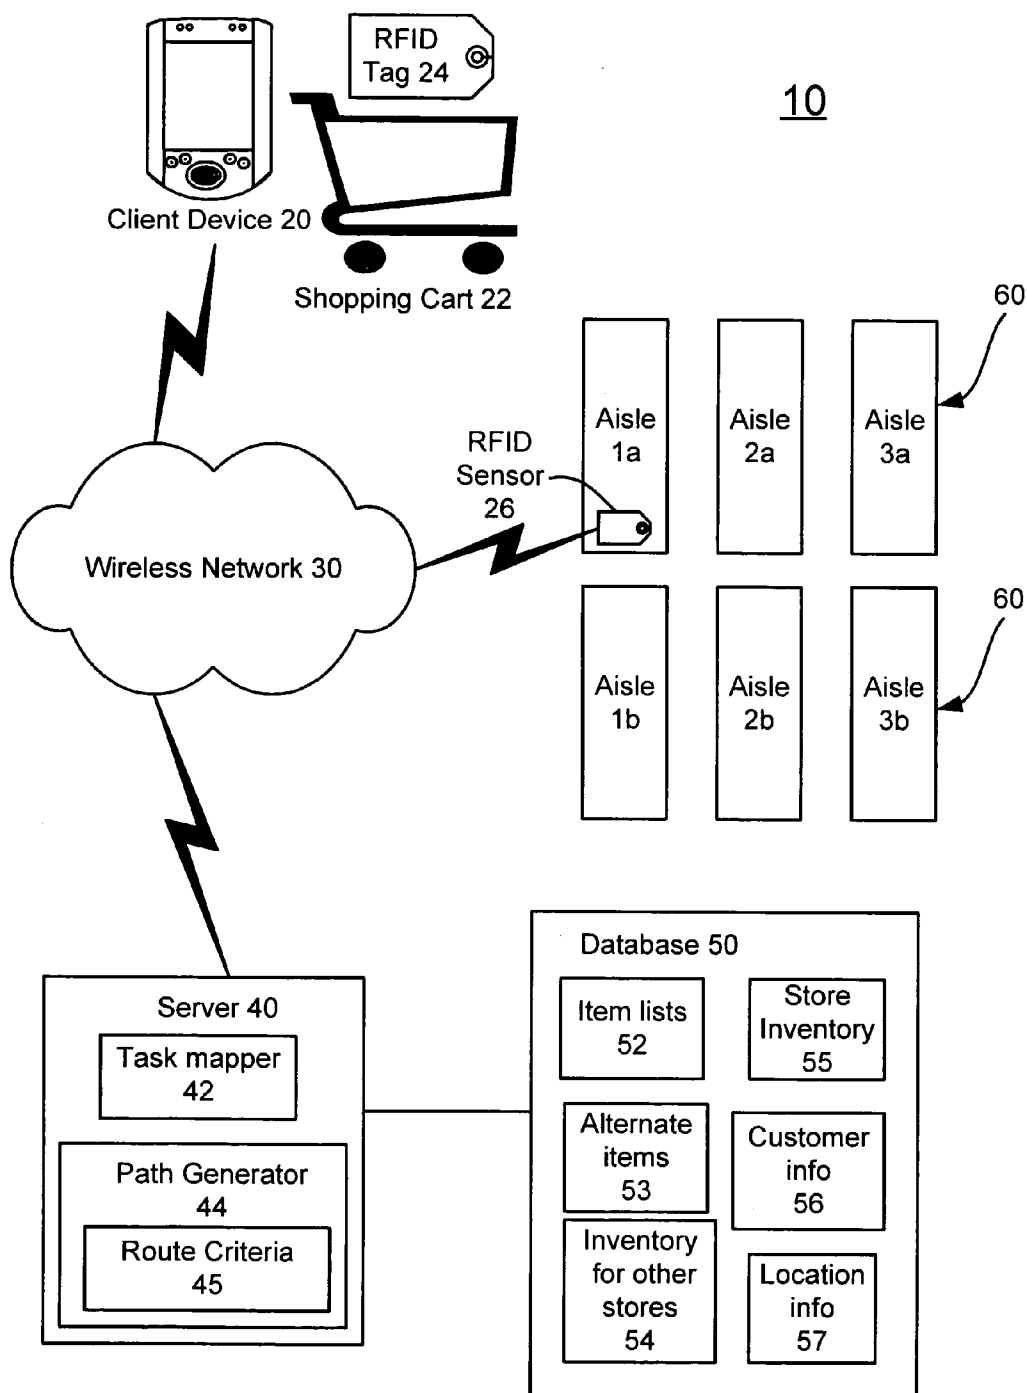 RFID
Tag 24
10
Client Device 20
Shopping Cart 22
60
Aisle
1a
Aisle
2a
Aisle
3a
RFID
Sensor
26
Wireless Network 30
60
Aisle
1b
Aisle
2b
Aisle
3b
Server 40
Task mapper
42
Path Generator
44
Route Criteria
45
Database 50
Item lists
52
Store
Inventory
55
Alternate
items
53
Customer
info
56
Inventory
for other
stores
54
Location
info
57